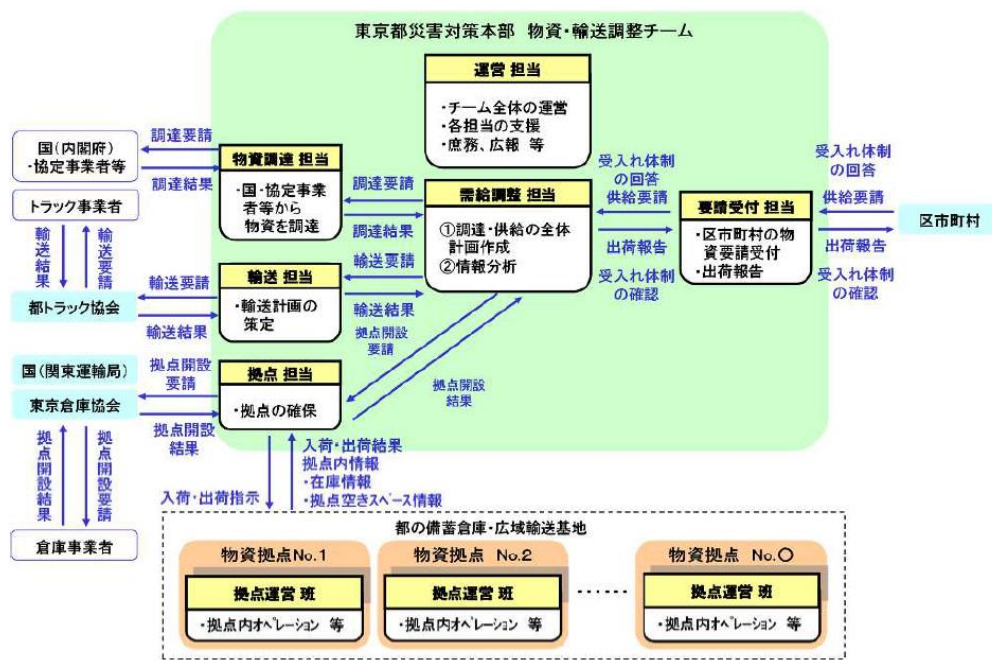 東京都災害対策本部 物資・輸送調整チーム
運営 担当
・チーム全体の運営
・各担当の支援
・庶務、広報 等
国(内閣府)
・協定事業者等
調達要請
調達結果
物資調達 担当
・国・協定事業
者等から
物資を調達
調達要請
調達結果
需給調整 担当
①調達・供給の全体
計画作成
②情報分析
受入れ体制
の回答
供給要請
出荷報告
受入れ体制
の確認
要請受付 担当
・区市町村の物
資要請受付
・出荷報告
受入れ体制
の回答
供給要請
出荷報告
受入れ体制
の確認
区市町村
トラック事業者
輸送結果
輸送要請
都トラック協会
輸送要請
輸送結果
輸送 担当
・輸送計画の
策定
輸送要請
輸送結果
拠点開設
要請
拠点開設
結果
国(関東運輸局)
東京倉庫協会
拠点開設
要請
拠点開設
結果
拠点 担当
・拠点の確保
拠点開設結果
拠点開設要請
倉庫事業者
入荷・出荷指示
入荷・出荷結果
拠点内情報
・在庫情報
・拠点空きスペース情報
都の備蓄倉庫・広域輸送基地
物資拠点No.1
拠点運営 班
・拠点内オペレーション 等
物資拠点 No.2
拠点運営 班
・拠点内オペレーション 等
・・・・・・
物資拠点 No.〇
拠点運営 班
・拠点内オペレーション 等